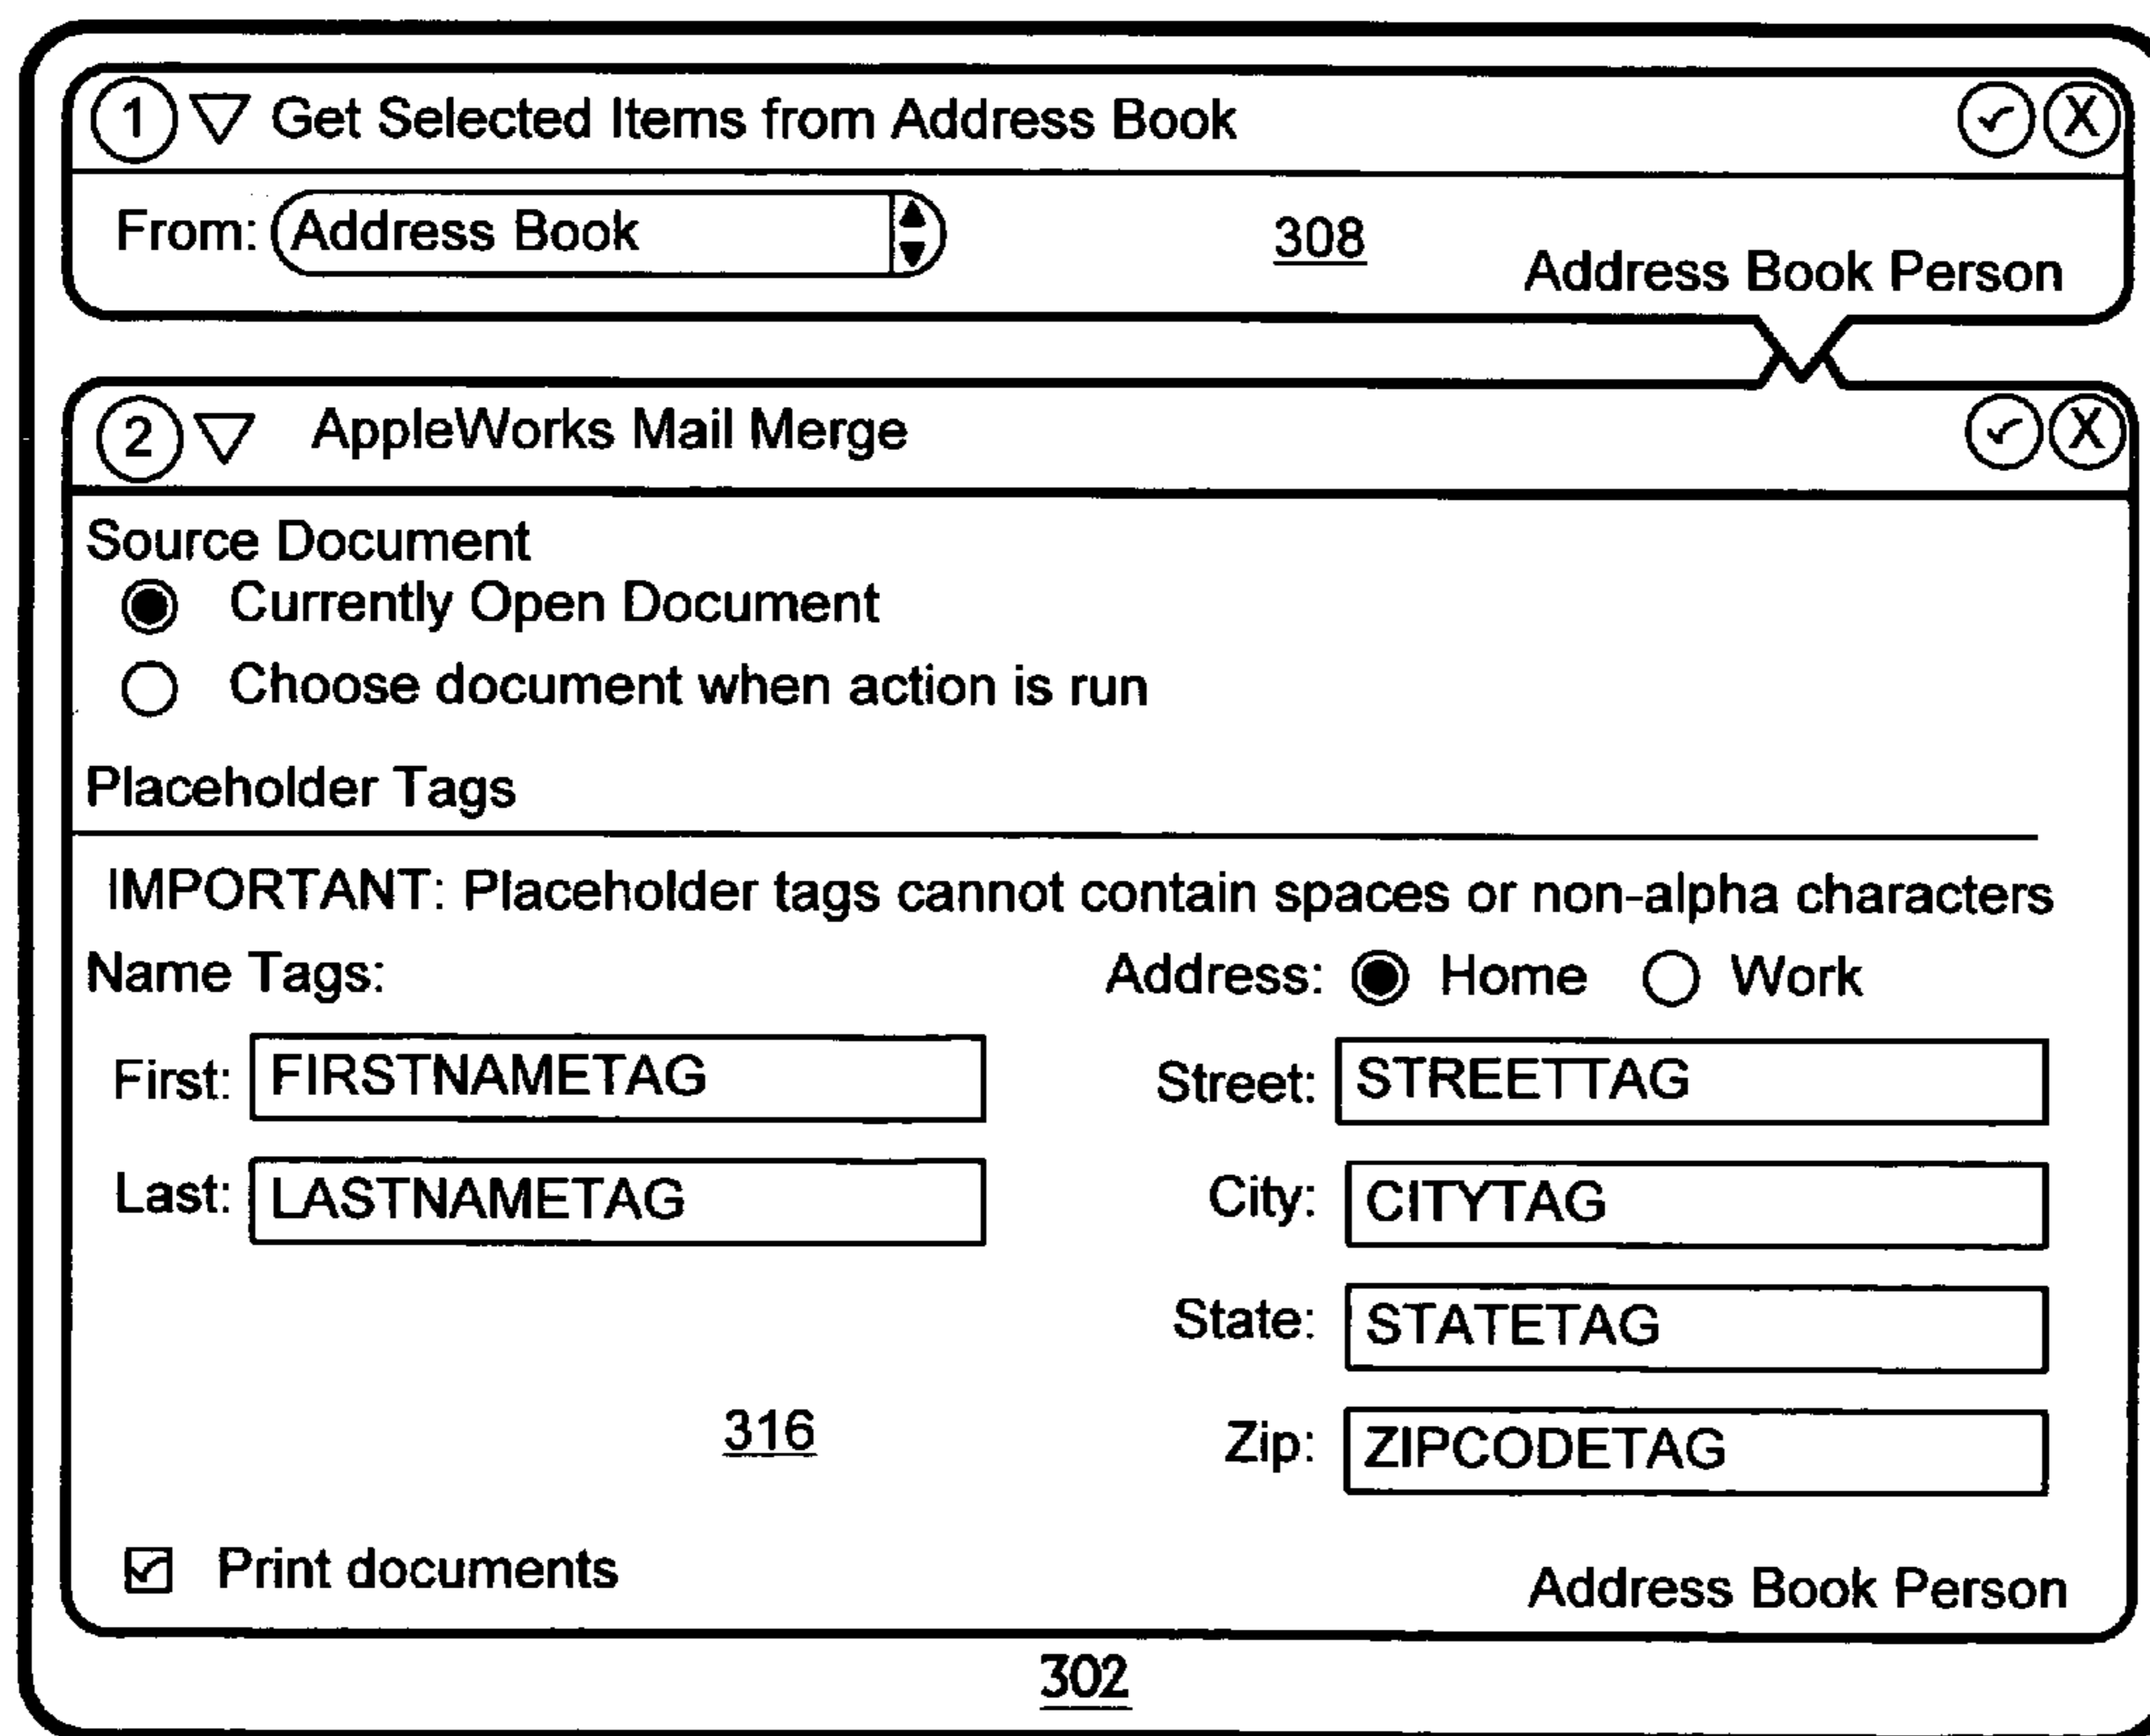 1 Get Selected Items from Address Book X
From: Address Book 308
Address Book Person
2 AppleWorks Mail Merge X
Source Document
Currently Open Document
Choose document when action is run
Placeholder Tags
IMPORTANT: Placeholder tags cannot contain spaces or non-alpha characters
Name Tags: Address: Home Work
First: FIRSTNAMETAG Street: STREETTAG
Last: LASTNAMETAG City: CITYTAG
State: STATETAG
316 Zip: ZIPCODETAG
Print documents Address Book Person
302